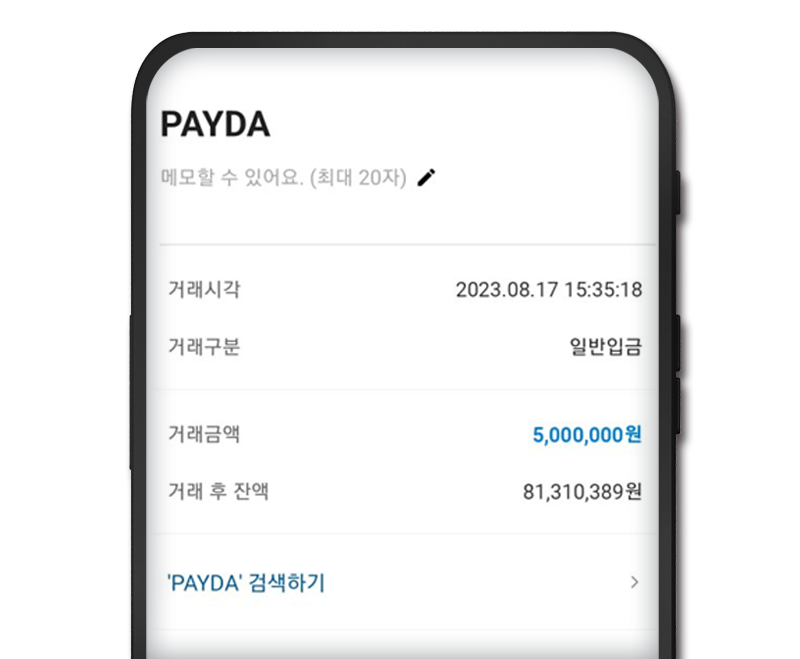 PAYDA
메모할 수 있어요. (최대 20자)
거래시각 2023.08.17 15:35:18
거래구분 일반입금
거래금액 5,000,000원
거래 후 잔액 81,310,389원
'PAYDA' 검색하기